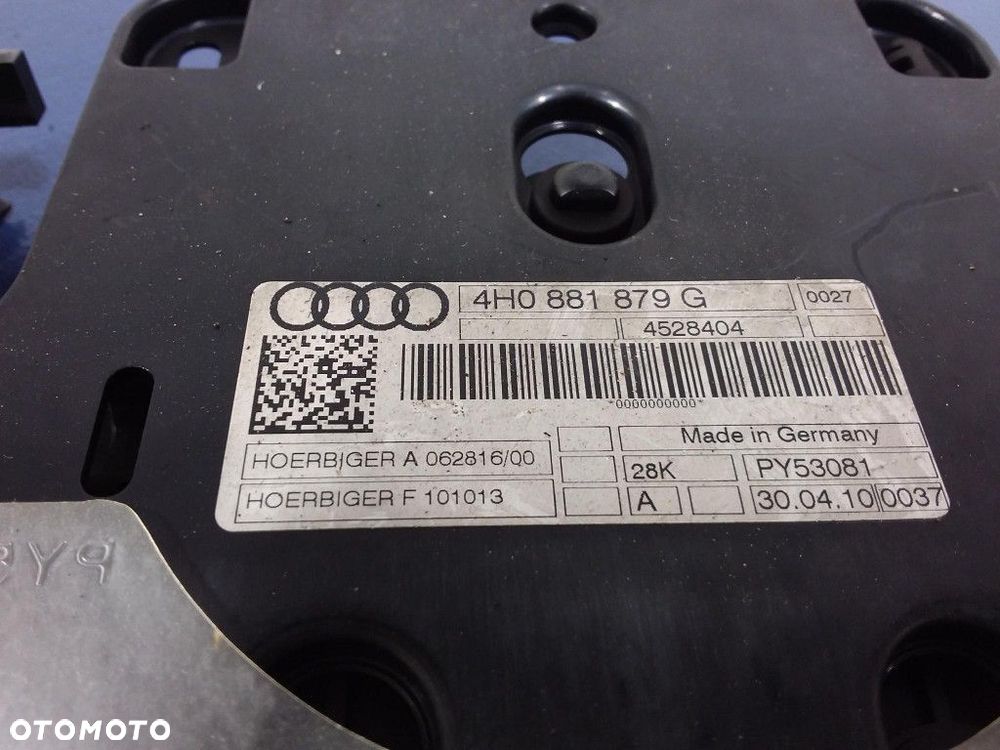 4H0 881 879 G
0027
4528404
*0000000000*
Made in Germany
HOERBIGER A 062816/00
28K
PY53081
HOERBIGER F 101013
A
30.04.10
0037
OTOMOTO